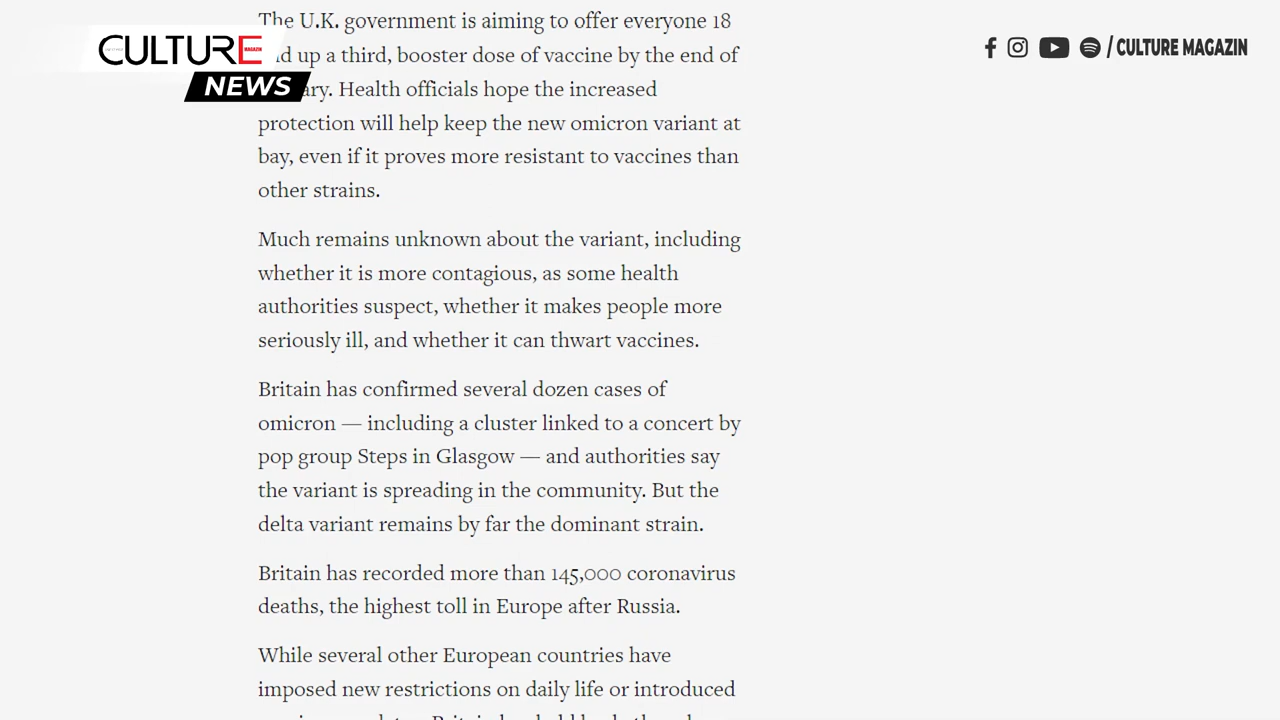 The U.K. government is aiming to offer everyone 18
up a third, booster dose of vaccine by the end of
Health officials hope the increased
protection will help keep the new omicron variant at
bay, even if it proves more resistant to vaccines than
other strains.
Much remains unknown about the variant, including
whether it is more contagious, as some health
authorities suspect, whether it makes people more
seriously ill, and whether it can thwart vaccines.
Britain has confirmed several dozen cases of
omicron — including a cluster linked to a concert by
pop group Steps in Glasgow — and authorities say
the variant is spreading in the community. But the
delta variant remains by far the dominant strain.
Britain has recorded more than 145,000 coronavirus
deaths, the highest toll in Europe after Russia.
While several other European countries have
imposed new restrictions on daily life or introduced
CULTURE MAGAZIN
NEWS
/ CULTURE MAGAZIN